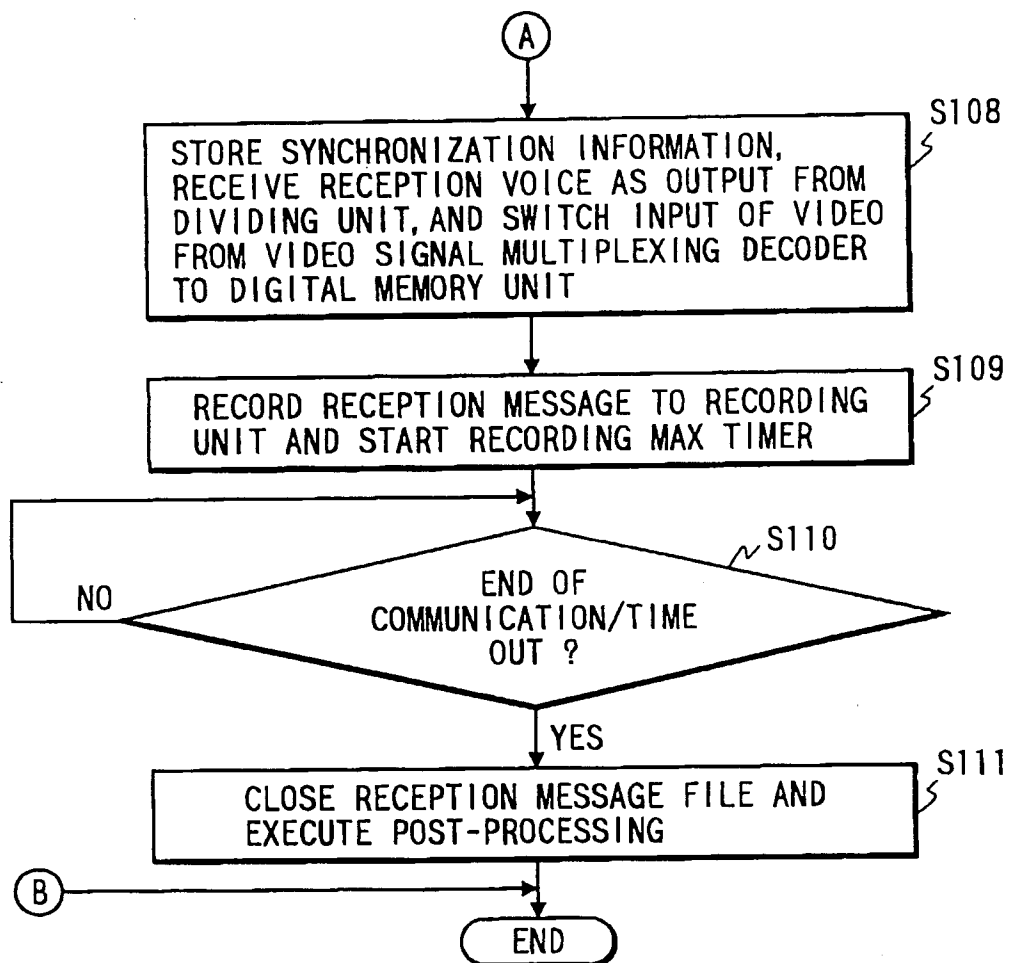 A
S108
STORE SYNCHRONIZATION INFORMATION,
RECEIVE RECEPTION VOICE AS OUTPUT FROM
DIVIDING UNIT, AND SWITCH INPUT OF VIDEO
FROM VIDEO SIGNAL MULTIPLEXING DECODER
TO DIGITAL MEMORY UNIT
S109
RECORD RECEPTION MESSAGE TO RECORDING
UNIT AND START RECORDING MAX TIMER
S110
NO
END OF
COMMUNICATION/TIME
OUT ?
YES
S111
CLOSE RECEPTION MESSAGE FILE AND
EXECUTE POST-PROCESSING
B
END